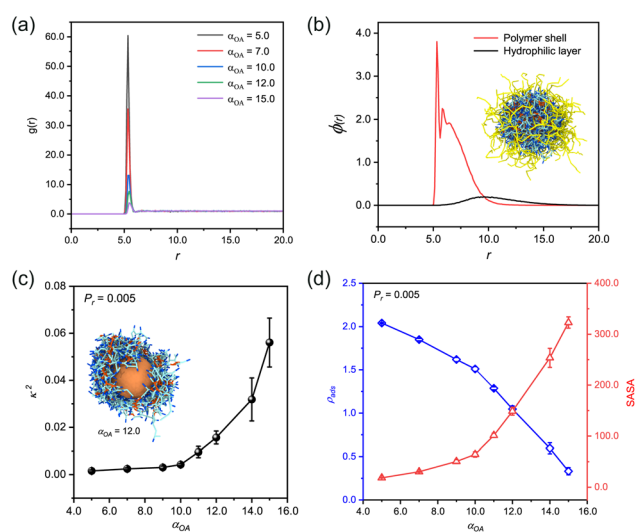 (a)
g(r)
60.0
50.0
40.0
30.0
20.0
10.0
0.0
0.0 5.0 10.0 15.0 20.0
r
αOA = 5.0
αOA = 7.0
αOA = 10.0
αOA = 12.0
αOA = 15.0
(b)
ϕ(r)
4.0
3.0
2.0
1.0
0.0
0.0 5.0 10.0 15.0 20.0
r
Polymer shell
Hydrophilic layer
(c)
Pr = 0.005
κ²
0.08
0.06
0.04
0.02
0.00
4.0 6.0 8.0 10.0 12.0 14.0 16.0
αOA
αOA = 12.0
(d)
Pr = 0.005
ρads
2.5
2.0
1.5
1.0
0.5
0.0
4.0 6.0 8.0 10.0 12.0 14.0 16.0
αOA
400.0
300.0
200.0
100.0
0.0
SASA